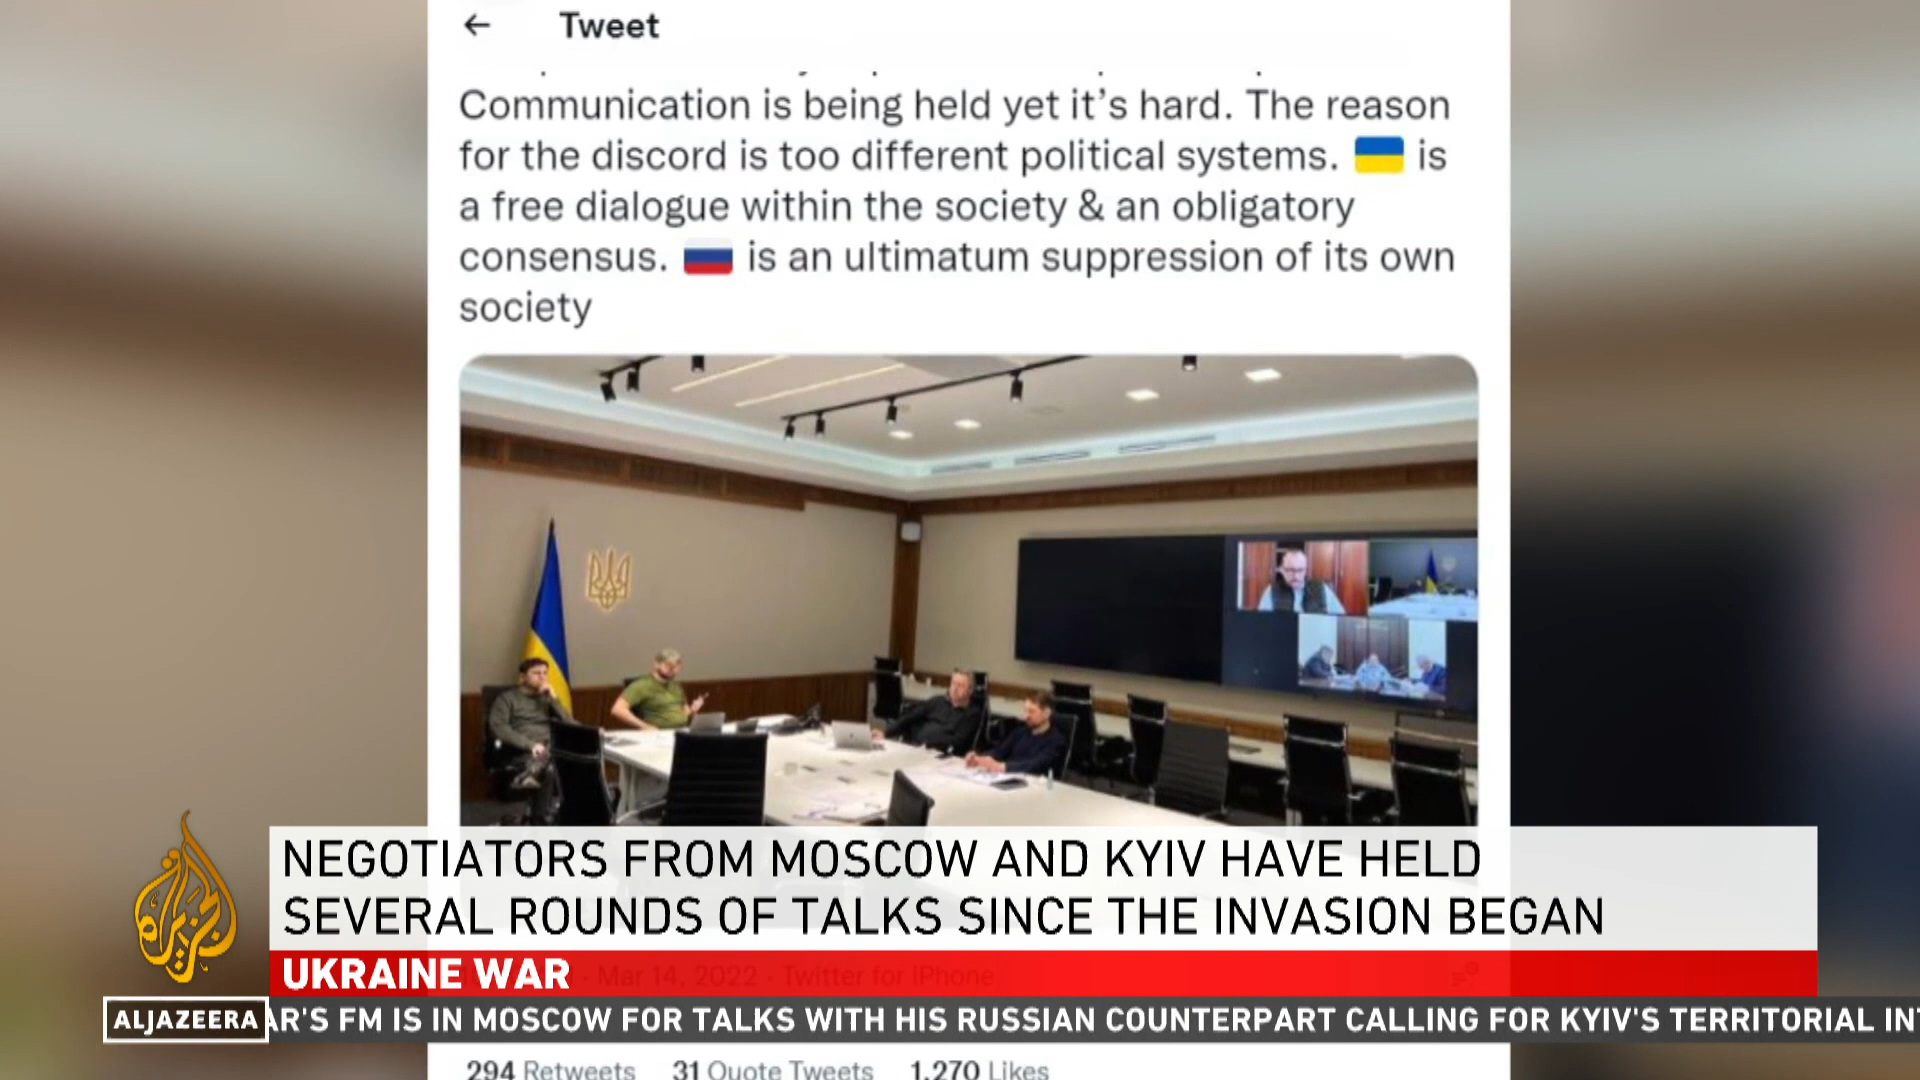 Tweet
Communication is being held yet it's hard. The reason
for the discord is too different political systems. 🇺🇦 is
a free dialogue within the society & an obligatory
consensus. 🇷🇺 is an ultimatum suppression of its own
society
NEGOTIATORS FROM MOSCOW AND KYIV HAVE HELD
SEVERAL ROUNDS OF TALKS SINCE THE INVASION BEGAN
UKRAINE WAR
· Mar 14, 2022 · Twitter for iPhone
ALJAZEERA
AR'S FM IS IN MOSCOW FOR TALKS WITH HIS RUSSIAN COUNTERPART CALLING FOR KYIV'S TERRITORIAL INT
294 Retweets 31 Quote Tweets 1,270 Likes